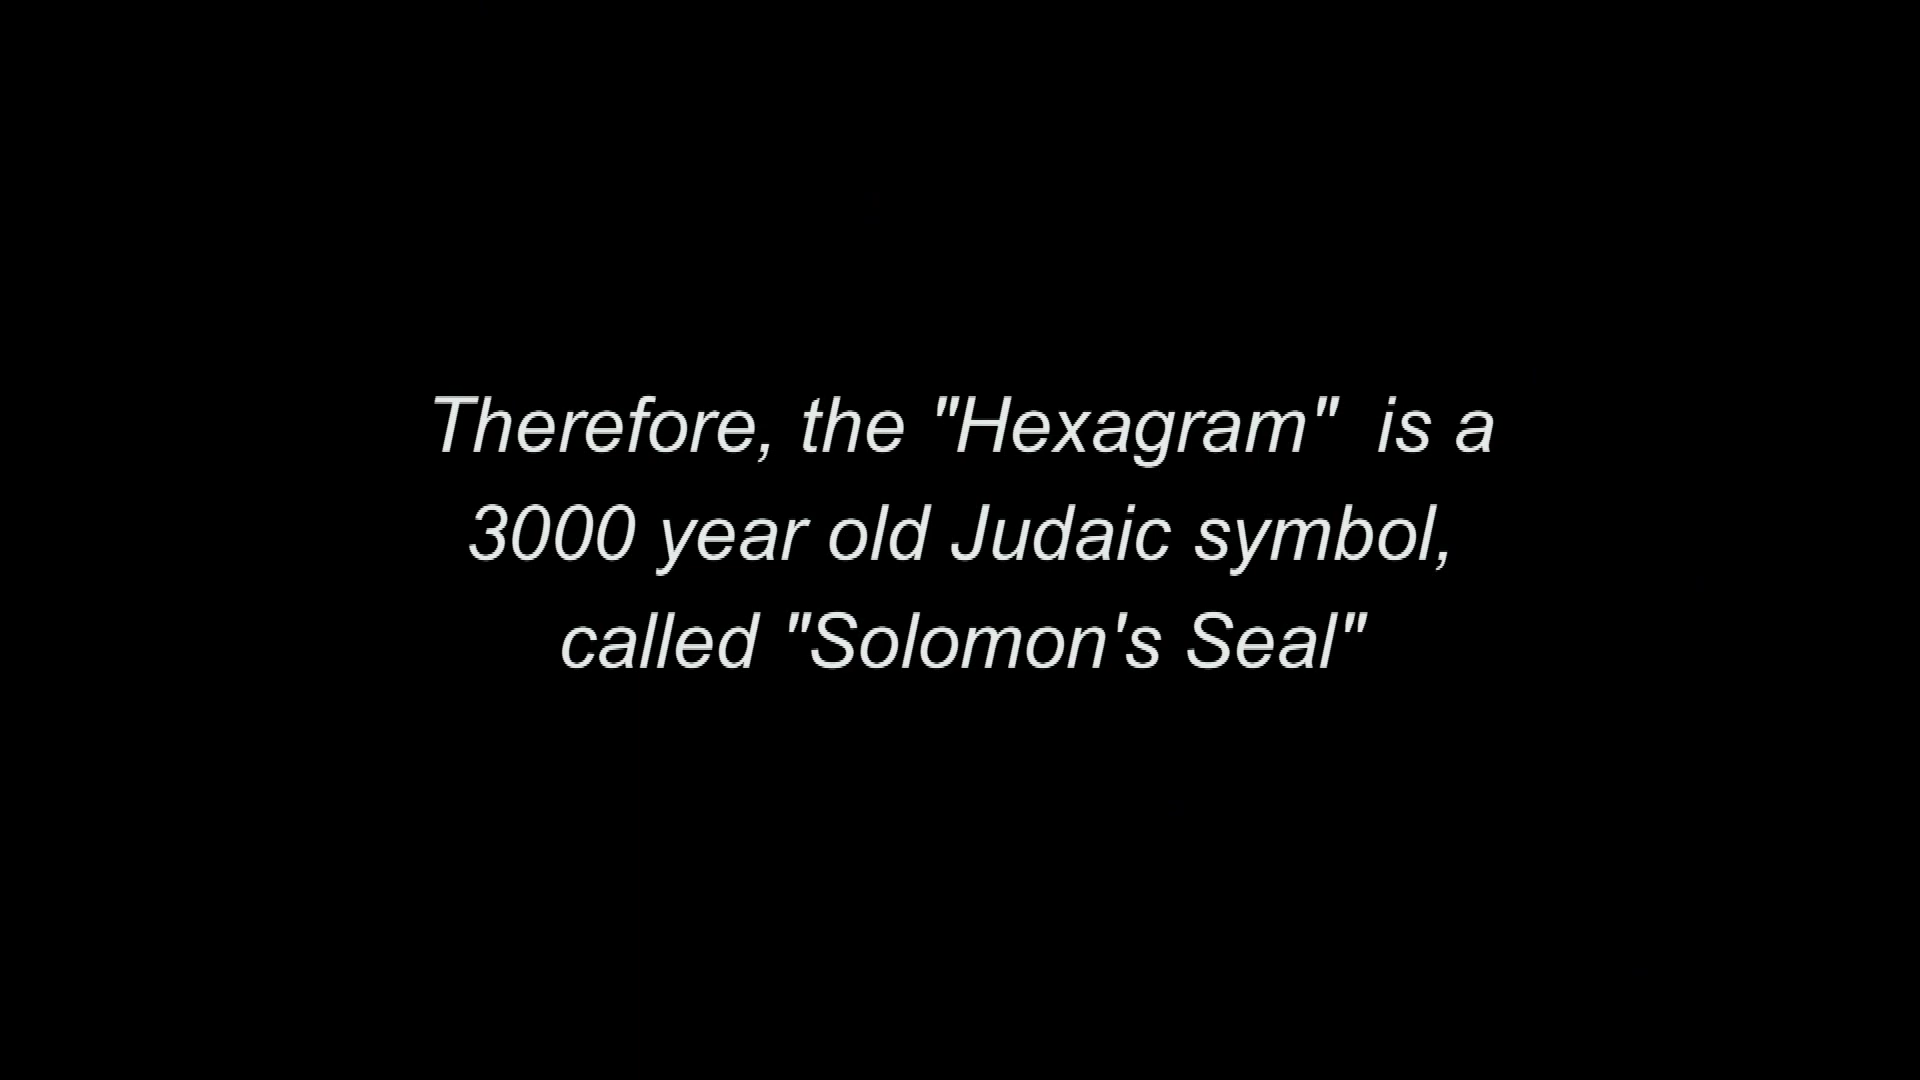 Therefore, the "Hexagram"  is a
3000 year old Judaic symbol,
called "Solomon's Seal"